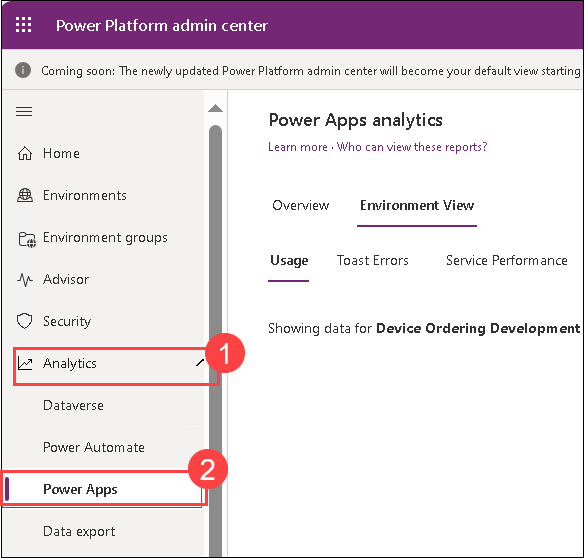 Power Platform admin center
Coming soon: The newly updated Power Platform admin center will become your default view starting
Home
Environments
Environment groups
Advisor
Security
Analytics
1
Dataverse
Power Automate
2
Power Apps
Data export
Power Apps analytics
Learn more · Who can view these reports?
Overview Environment View
Usage Toast Errors Service Performance
Showing data for Device Ordering Development